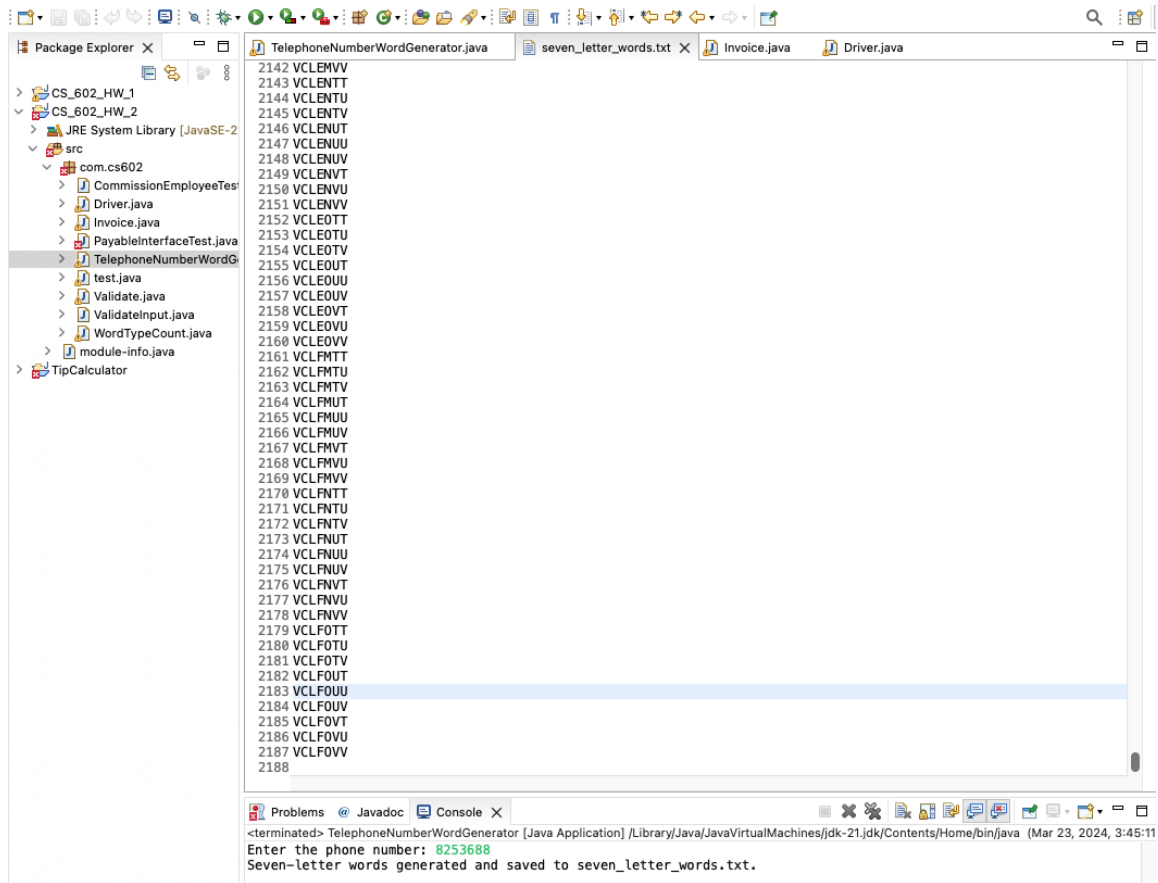 Package Explorer
TelephoneNumberWordGenerator.java
seven_letter_words.txt
Invoice.java
Driver.java
CS_602_HW_1
CS_602_HW_2
JRE System Library [JavaSE-2
src
com.cs602
CommissionEmployeeTest
Driver.java
Invoice.java
PayableInterfaceTest.java
TelephoneNumberWordG
test.java
Validate.java
ValidateInput.java
WordTypeCount.java
module-info.java
TipCalculator
2142 VCLEMVV
2143 VCLENTT
2144 VCLENTU
2145 VCLENTV
2146 VCLENUT
2147 VCLENUU
2148 VCLENUV
2149 VCLENVT
2150 VCLENVU
2151 VCLENVV
2152 VCLEOTT
2153 VCLEOTU
2154 VCLEOTV
2155 VCLEOUT
2156 VCLEOUU
2157 VCLEOUV
2158 VCLEOVT
2159 VCLEOVU
2160 VCLEOVV
2161 VCLFMTT
2162 VCLFMTU
2163 VCLFMTV
2164 VCLFMUT
2165 VCLFMUU
2166 VCLFMUV
2167 VCLFMVT
2168 VCLFMVU
2169 VCLFMVV
2170 VCLFNTT
2171 VCLFNTU
2172 VCLFNTV
2173 VCLFNUT
2174 VCLFNUU
2175 VCLFNUV
2176 VCLFNVT
2177 VCLFNVU
2178 VCLFNVV
2179 VCLFOTT
2180 VCLFOTU
2181 VCLFOTV
2182 VCLFOUT
2183 VCLFOUU
2184 VCLFOUV
2185 VCLFOVT
2186 VCLFOVU
2187 VCLFOVV
2188
Problems @ Javadoc Console
<terminated> TelephoneNumberWordGenerator [Java Application] /Library/Java/JavaVirtualMachines/jdk-21.jdk/Contents/Home/bin/java (Mar 23, 2024, 3:45:11
Enter the phone number: 8253688
Seven-letter words generated and saved to seven_letter_words.txt.